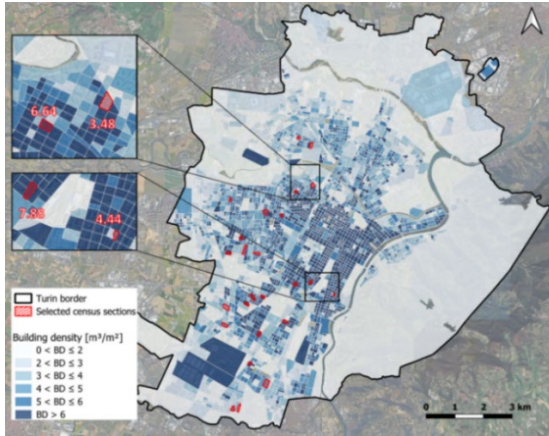 6.64
3.48
7.88
4.44
Turin border
Selected census sections
Building density [m³/m²]
0 < BD ≤ 2
2 < BD ≤ 3
3 < BD ≤ 4
4 < BD ≤ 5
5 < BD ≤ 6
BD > 6
0 1 2 3 km